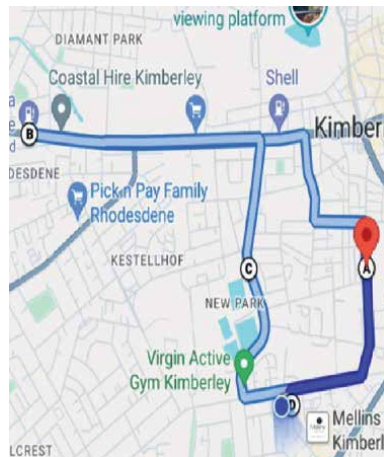 viewing platform
DIAMANT PARK
Coastal Hire Kimberley
Shell
Kimber
B
a
e
d
DESDENE
Pick n Pay Family
Rhodesdene
A
KESTELLHOF
C
NEW PARK
Virgin Active
Gym Kimberley
D
Mellins
Kimberl
LCREST